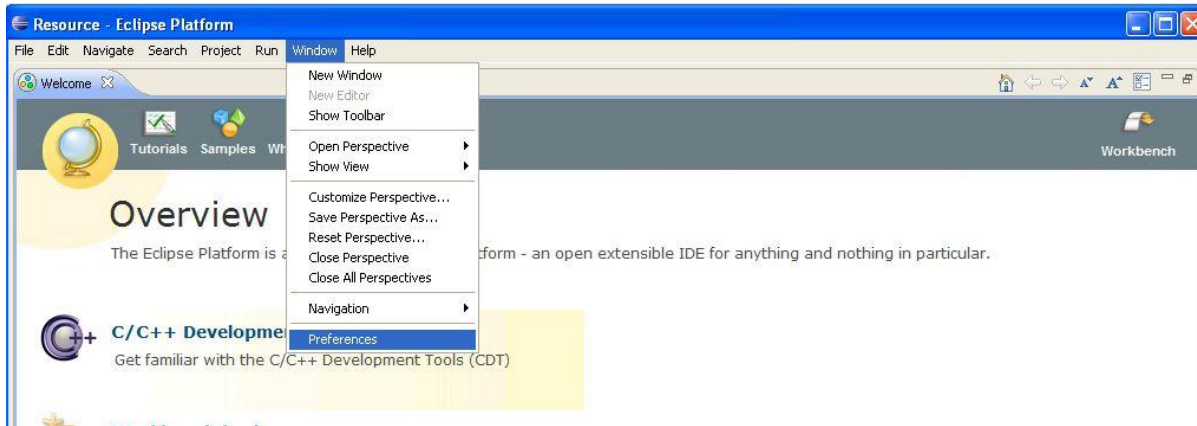 Resource - Eclipse Platform
File Edit Navigate Search Project Run Window Help
Welcome
New Window
New Editor
Show Toolbar
Open Perspective
Show View
Customize Perspective...
Save Perspective As...
Reset Perspective...
Close Perspective
Close All Perspectives
Navigation
Preferences
Tutorials Samples Wh
Workbench
Overview
The Eclipse Platform is a tform - an open extensible IDE for anything and nothing in particular.
C/C++ Developme
Get familiar with the C/C++ Development Tools (CDT)